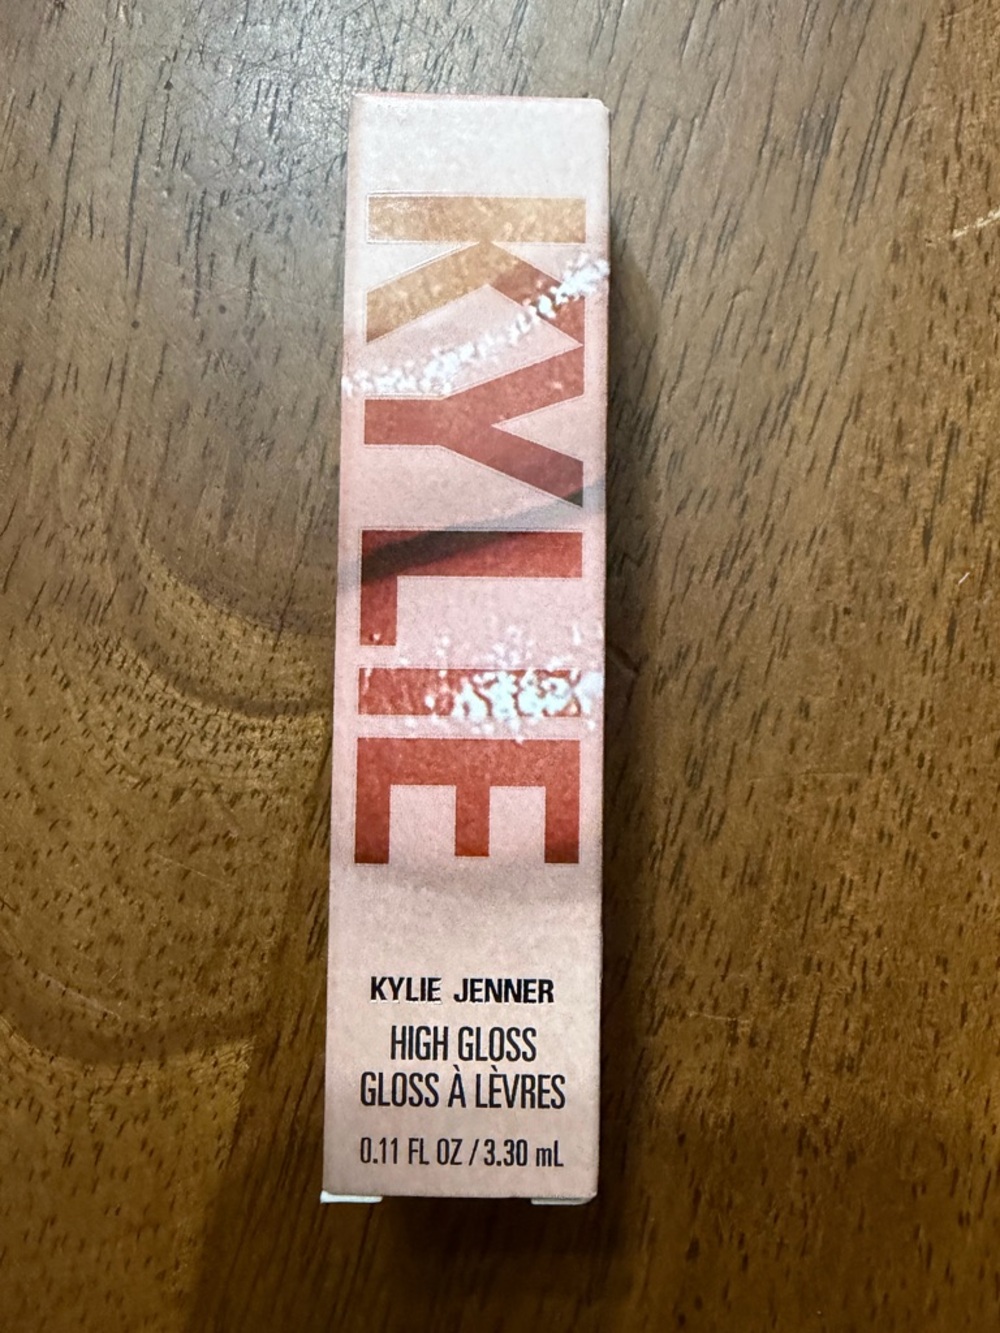 KYLIE
KYLIE JENNER
HIGH GLOSS
GLOSS À LÈVRES
0.11 FL OZ / 3.30 mL